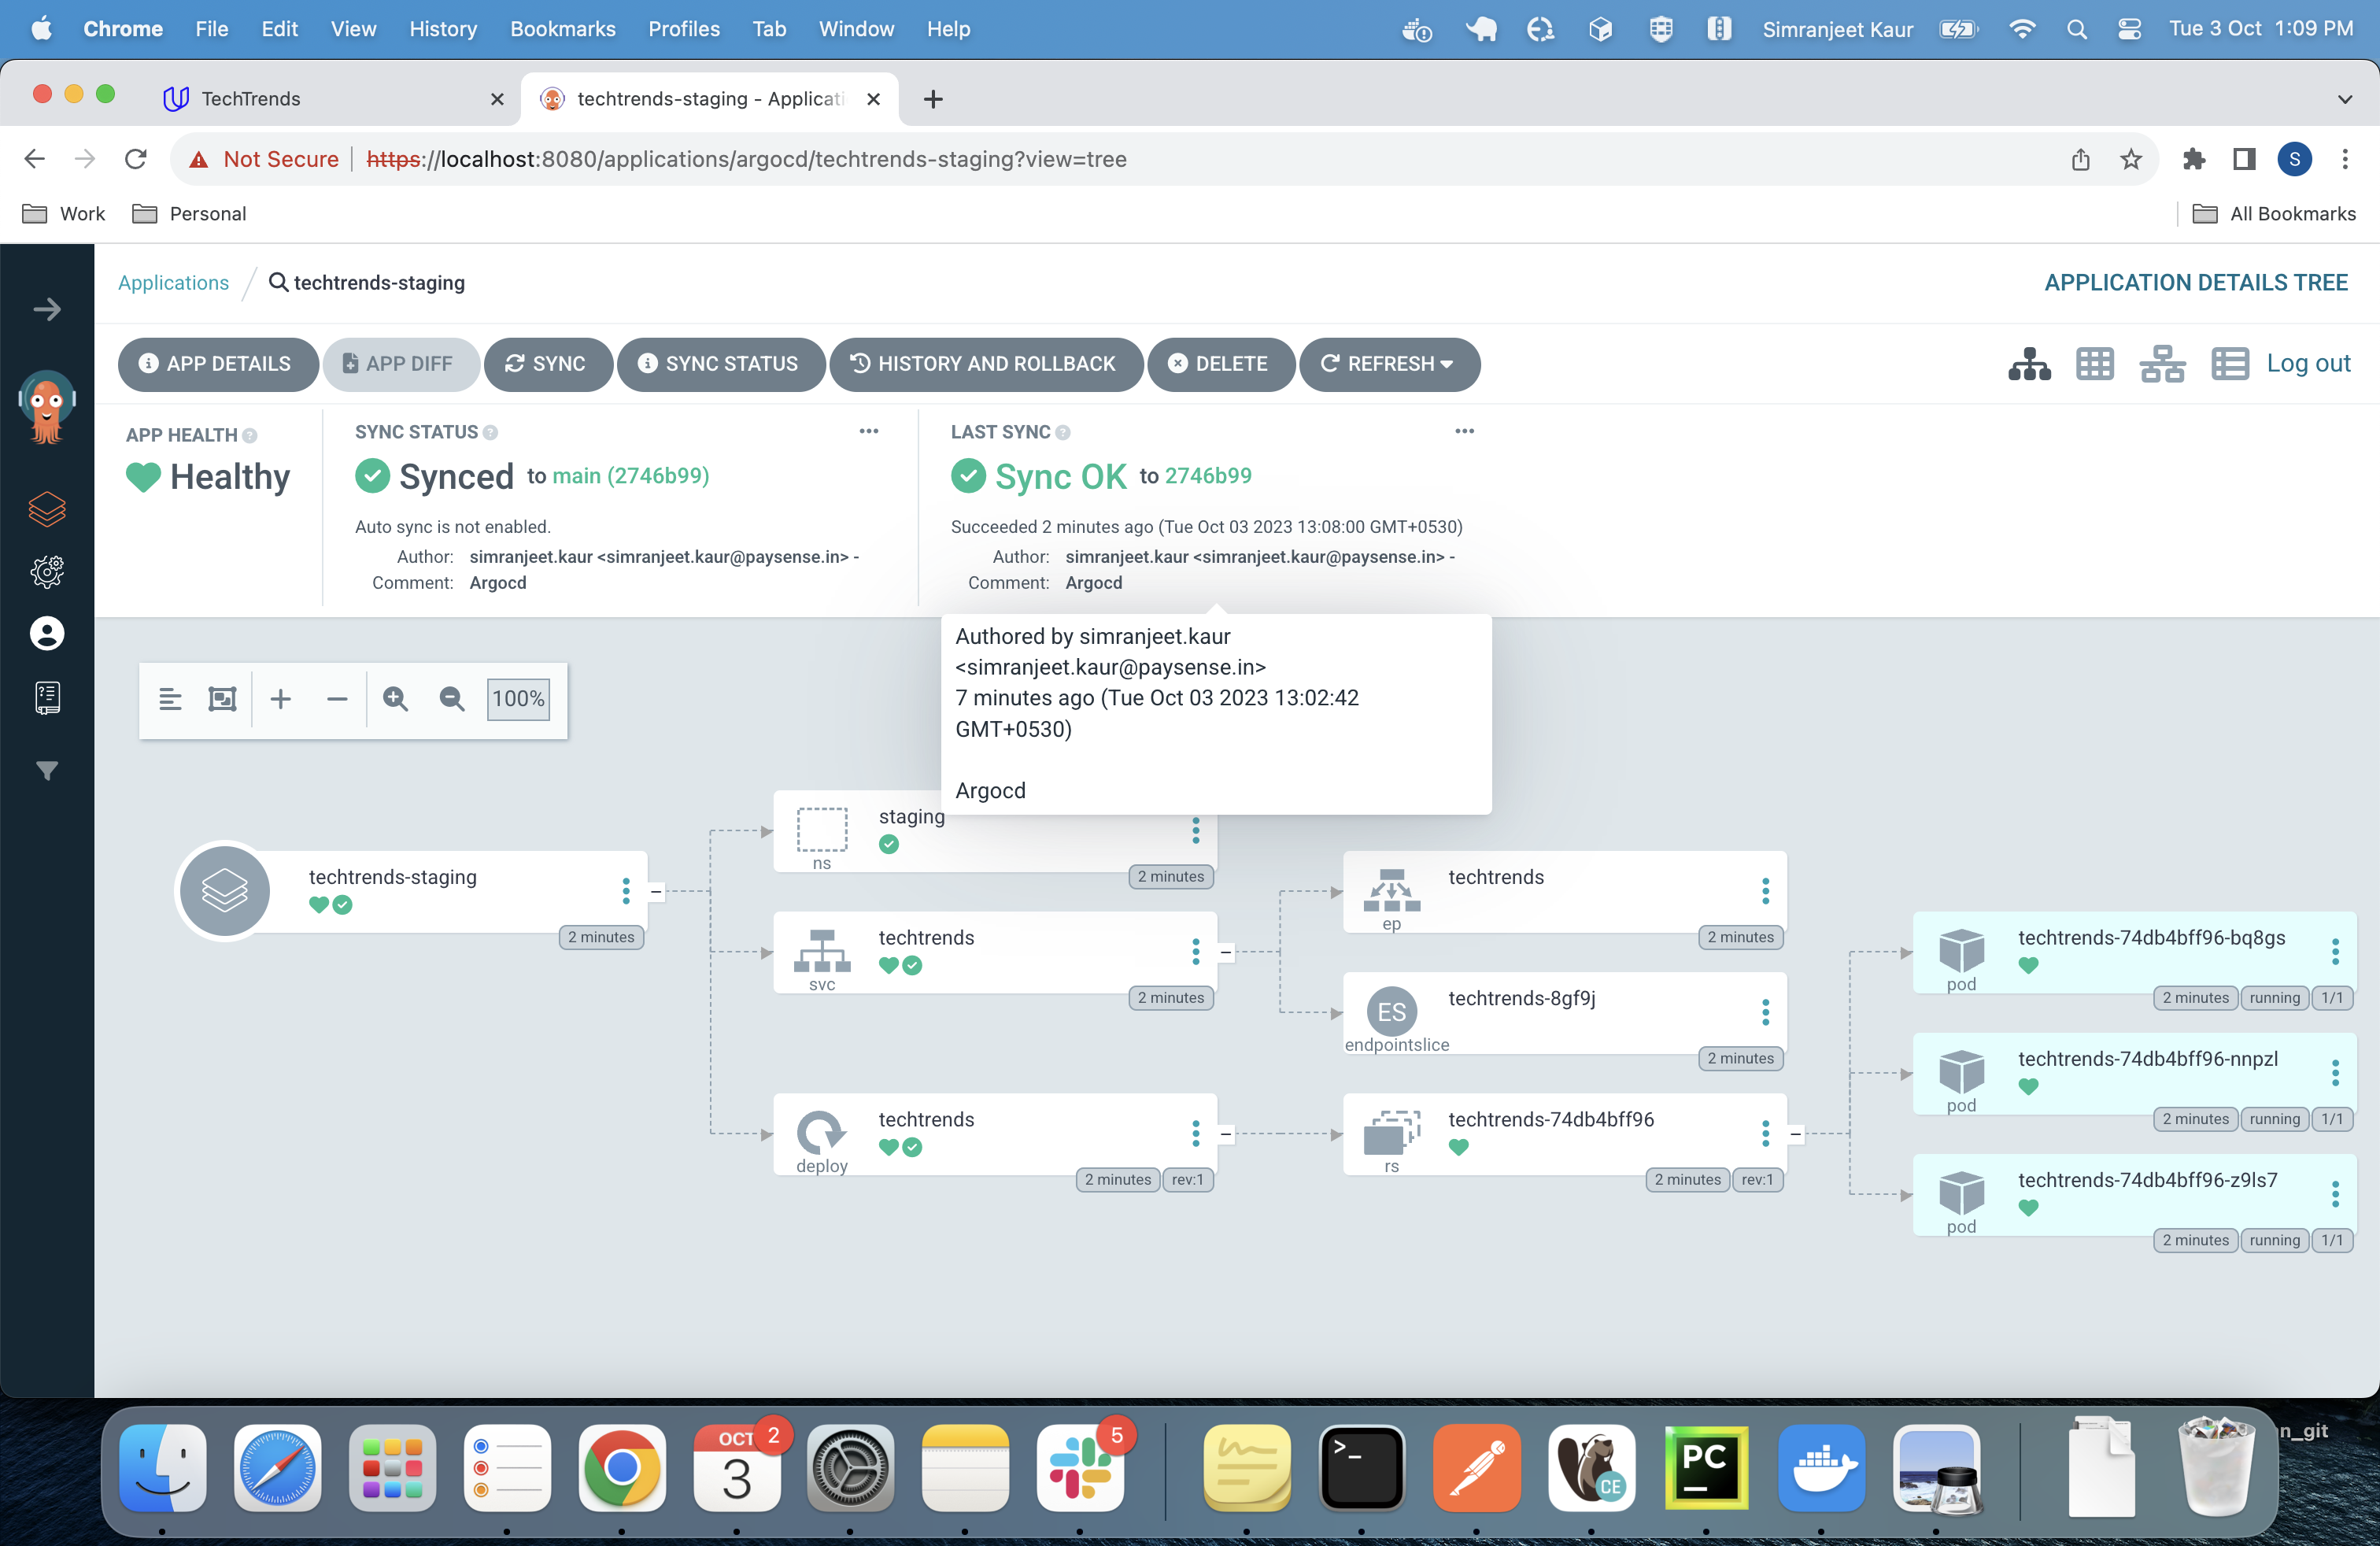 Chrome File Edit View History Bookmarks Profiles Tab Window Help Simranjeet Kaur Tue 3 Oct 1:09 PM
TechTrends techtrends-staging - Applicati
Not Secure https://localhost:8080/applications/argocd/techtrends-staging?view=tree S
Work Personal All Bookmarks
Applications / techtrends-staging APPLICATION DETAILS TREE
APP DETAILS APP DIFF SYNC SYNC STATUS HISTORY AND ROLLBACK DELETE REFRESH Log out
APP HEALTH ? SYNC STATUS ? LAST SYNC ?
Healthy Synced to main (2746b99) Sync OK to 2746b99
Auto sync is not enabled. Succeeded 2 minutes ago (Tue Oct 03 2023 13:08:00 GMT+0530)
Author: simranjeet.kaur <simranjeet.kaur@paysense.in> - Author: simranjeet.kaur <simranjeet.kaur@paysense.in> -
Comment: Argocd Comment: Argocd
Authored by simranjeet.kaur
<simranjeet.kaur@paysense.in>
7 minutes ago (Tue Oct 03 2023 13:02:42
GMT+0530)
Argocd
100%
techtrends-staging
2 minutes
staging
ns
2 minutes
techtrends
svc
2 minutes
techtrends
deploy
2 minutes rev:1
techtrends
ep
2 minutes
ES techtrends-8gf9j
endpointslice
2 minutes
techtrends-74db4bff96
rs
2 minutes rev:1
techtrends-74db4bff96-bq8gs
pod
2 minutes running 1/1
techtrends-74db4bff96-nnpzl
pod
2 minutes running 1/1
techtrends-74db4bff96-z9ls7
pod
2 minutes running 1/1
OCT 2
3
5
>_
CE
PC
n_git